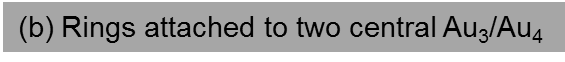 (b) Rings attached to two central Au₃/Au₄